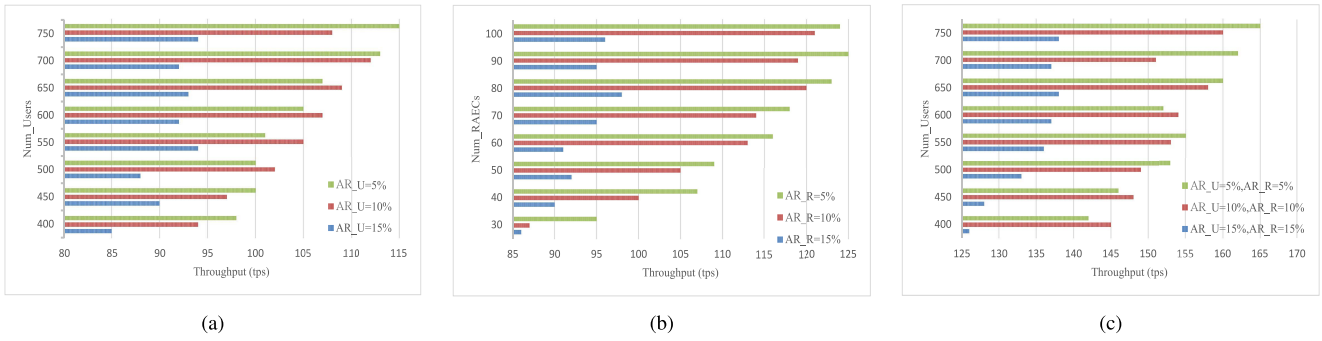 750
700
650
600
550
500
450
400
Num_Users
80 85 90 95 100 105 110 115
Throughput (tps)
AR_U=5%
AR_U=10%
AR_U=15%
(a)
100
90
80
70
60
50
40
30
Num_RAECs
85 90 95 100 105 110 115 120 125
Throughput (tps)
AR_R=5%
AR_R=10%
AR_R=15%
(b)
750
700
650
600
550
500
450
400
Num_Users
125 130 135 140 145 150 155 160 165 170
Throughput (tps)
AR_U=5%,AR_R=5%
AR_U=10%,AR_R=10%
AR_U=15%,AR_R=15%
(c)